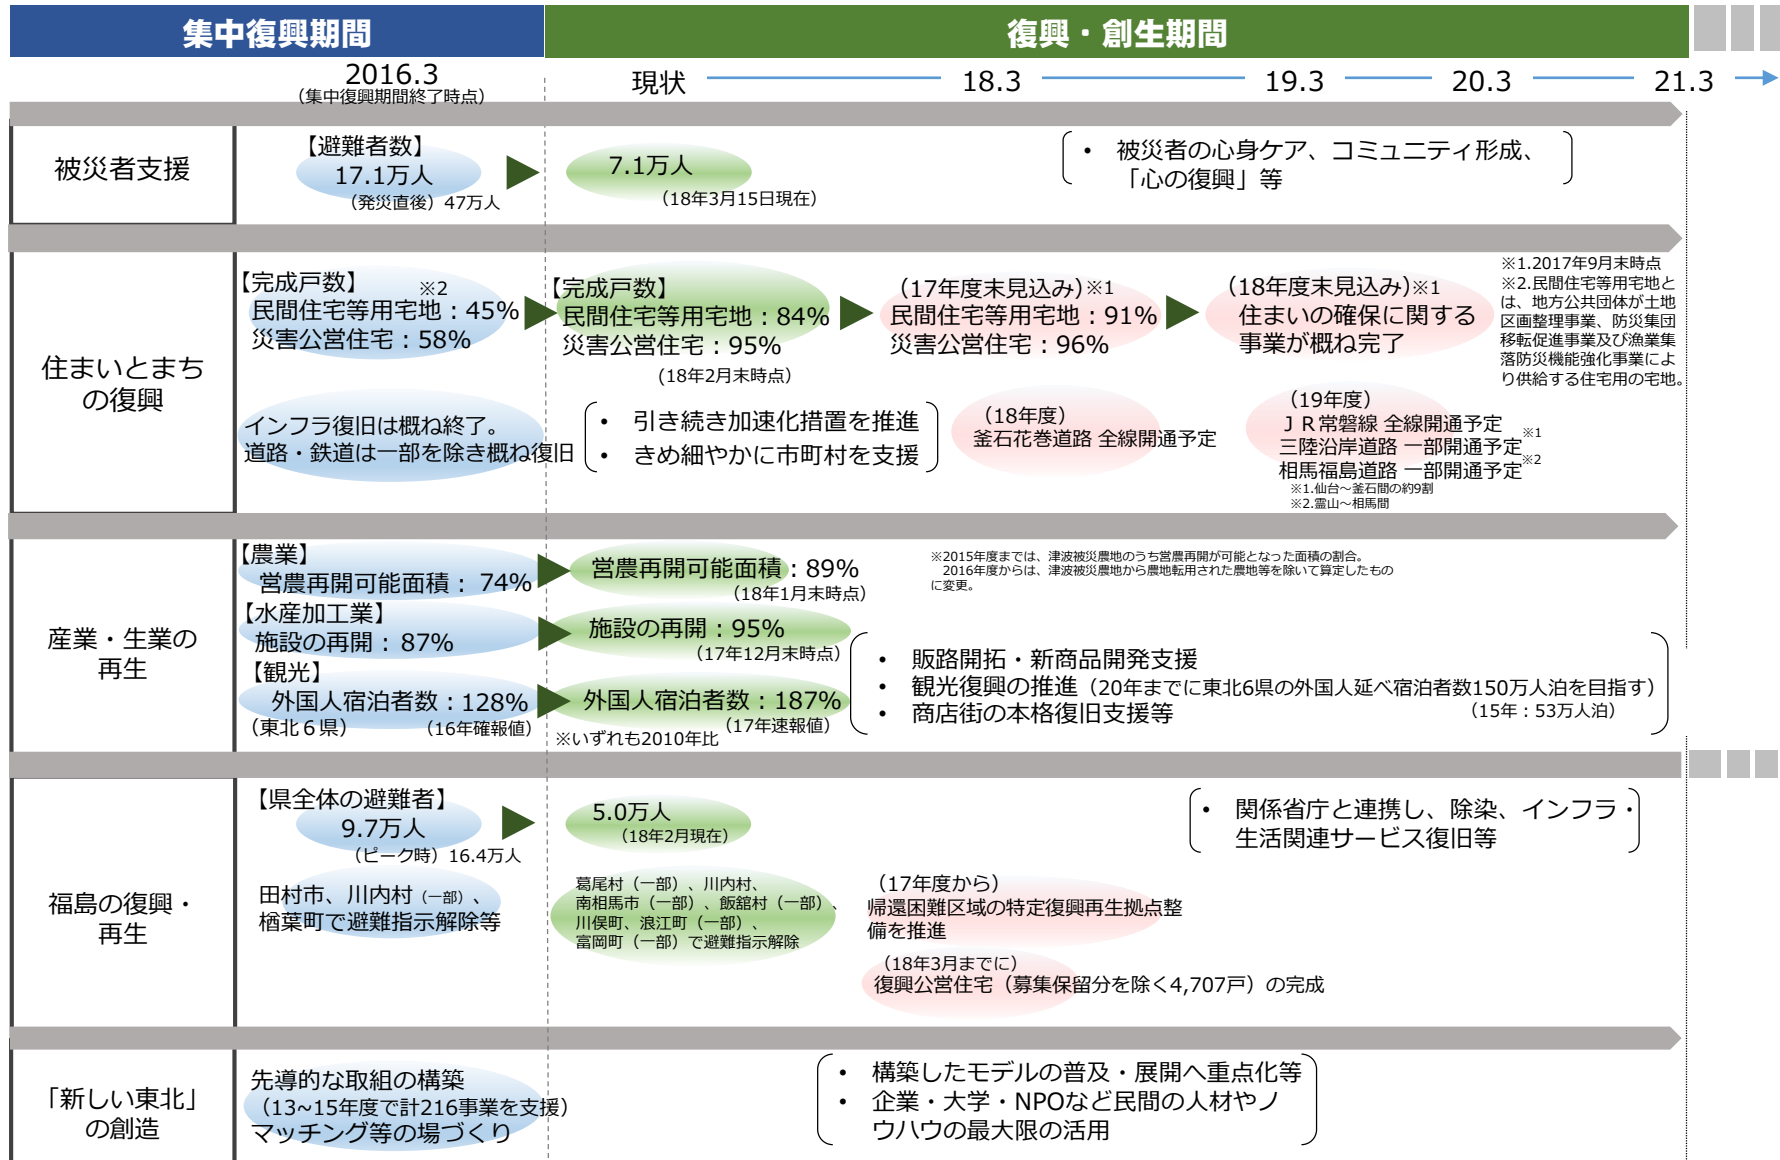 集中復興期間
復興・創生期間
2016.3
(集中復興期間終了時点)
現状
18.3
19.3
20.3
21.3
被災者支援
【避難者数】
17.1万人
(発災直後) 47万人
7.1万人
(18年3月15日現在)
・ 被災者の心身ケア、コミュニティ形成、
「心の復興」等
住まいとまち
の復興
【完成戸数】 ※2
民間住宅等用宅地:45%
災害公営住宅:58%
【完成戸数】
民間住宅等用宅地:84%
災害公営住宅:95%
(18年2月末時点)
(17年度末見込み)※1
民間住宅等用宅地:91%
災害公営住宅:96%
(18年度末見込み)※1
住まいの確保に関する
事業が概ね完了
※1.2017年9月末時点
※2.民間住宅等用宅地と
は、地方公共団体が土地
区画整理事業、防災集団
移転促進事業及び漁業集
落防災機能強化事業によ
り供給する住宅用の宅地。
インフラ復旧は概ね終了。
道路・鉄道は一部を除き概ね復旧
・ 引き続き加速化措置を推進
・ きめ細やかに市町村を支援
(18年度)
釜石花巻道路 全線開通予定
(19年度)
JR常磐線 全線開通予定
三陸沿岸道路 一部開通予定※1
相馬福島道路 一部開通予定※2
※1.仙台～釜石間の約9割
※2.霊山～相馬間
産業・生業の
再生
【農業】
営農再開可能面積: 74%
【水産加工業】
施設の再開: 87%
【観光】
外国人宿泊者数:128%
(東北6県) (16年確報値)
営農再開可能面積:89%
(18年1月末時点)
施設の再開:95%
(17年12月末時点)
外国人宿泊者数:187%
(17年速報値)
※いずれも2010年比
※2015年度までは、津波被災農地のうち営農再開が可能となった面積の割合。
2016年度からは、津波被災農地から農地転用された農地等を除いて算定したもの
に変更。
・ 販路開拓・新商品開発支援
・ 観光復興の推進(20年までに東北6県の外国人延べ宿泊者数150万人泊を目指す)
・ 商店街の本格復旧支援等 (15年:53万人泊)
福島の復興・
再生
【県全体の避難者】
9.7万人
(ピーク時) 16.4万人
田村市、川内村(一部)、
楢葉町で避難指示解除等
5.0万人
(18年2月現在)
葛尾村(一部)、川内村、
南相馬市(一部)、飯舘村(一部)、
川俣町、浪江町(一部)、
富岡町(一部)で避難指示解除
(17年度から)
帰還困難区域の特定復興再生拠点整
備を推進
(18年3月までに)
復興公営住宅(募集保留分を除く4,707戸)の完成
・ 関係省庁と連携し、除染、インフラ・
生活関連サービス復旧等
「新しい東北」
の創造
先導的な取組の構築
(13~15年度で計216事業を支援)
マッチング等の場づくり
・ 構築したモデルの普及・展開へ重点化等
・ 企業・大学・NPOなど民間の人材やノ
ウハウの最大限の活用